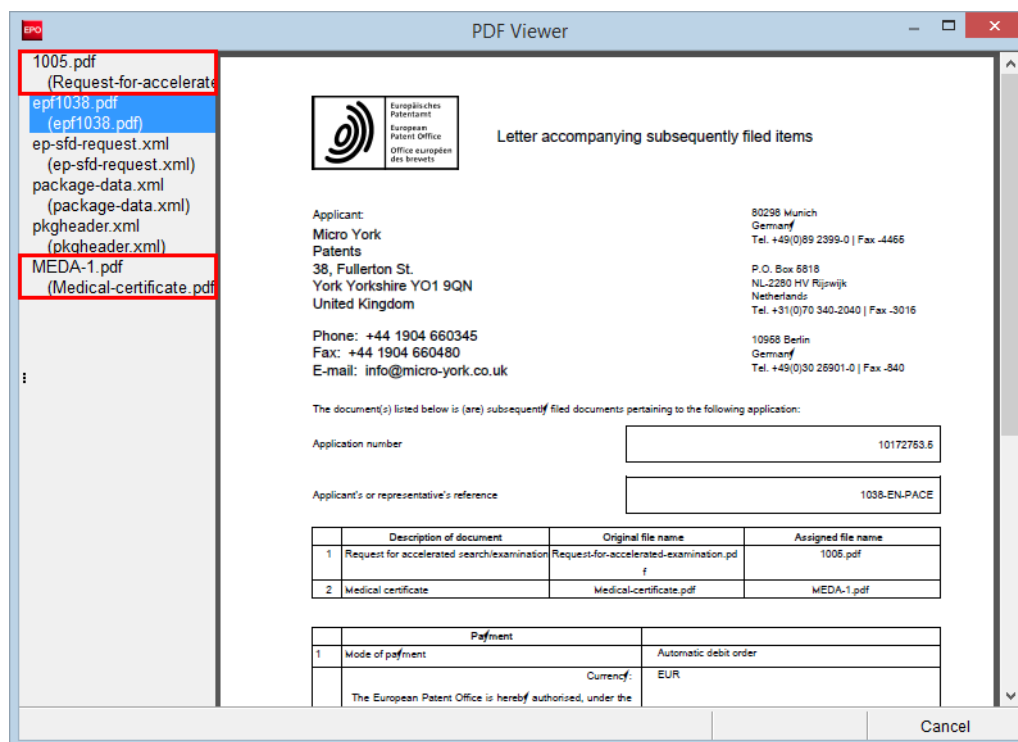 EPO
PDF Viewer
1005.pdf
(Request-for-accelerate
epf1038.pdf
(epf1038.pdf)
ep-sfd-request.xml
(ep-sfd-request.xml)
package-data.xml
(package-data.xml)
pkgheader.xml
(pkgheader.xml)
MEDA-1.pdf
(Medical-certificate.pdf
Europäisches
Patentamt
European
Patent Office
Office européen
des brevets
Letter accompanying subsequently filed items
Applicant:
Micro York
Patents
38, Fullerton St.
York Yorkshire YO1 9QN
United Kingdom
Phone: +44 1904 660345
Fax: +44 1904 660480
E-mail: info@micro-york.co.uk
80298 Munich
Germany
Tel. +49(0)89 2399-0 | Fax -4465
P.O. Box 5818
NL-2280 HV Rijswijk
Netherlands
Tel. +31(0)70 340-2040 | Fax -3016
10958 Berlin
Germany
Tel. +49(0)30 25901-0 | Fax -840
The document(s) listed below is (are) subsequently filed documents pertaining to the following application:
Application number 10172753.5
Applicant's or representative's reference 1038-EN-PACE
Description of document Original file name Assigned file name
1 Request for accelerated search/examination Request-for-accelerated-examination.pd 1005.pdf
f
2 Medical certificate Medical-certificate.pdf MEDA-1.pdf
Payment
1 Mode of payment Automatic debit order
Currency: EUR
The European Patent Office is hereby authorised, under the
Cancel